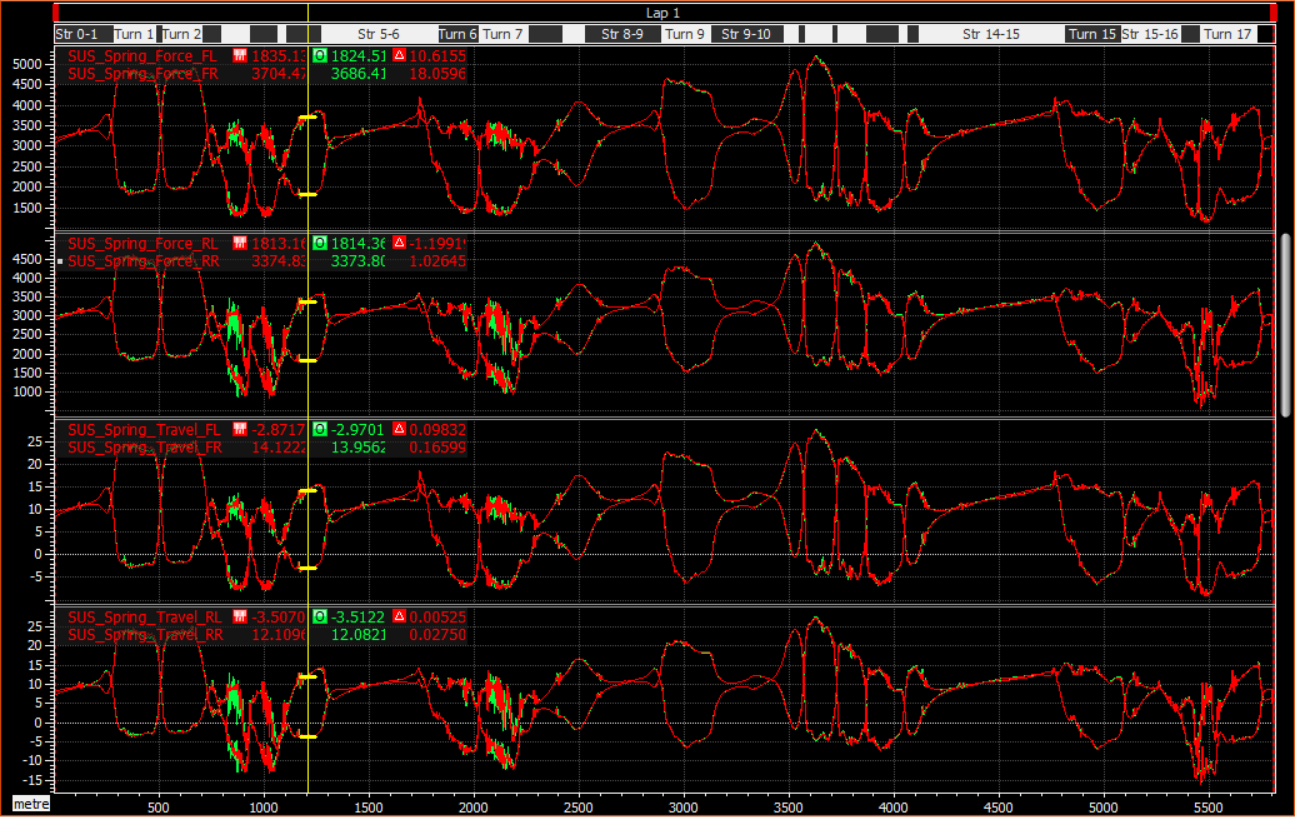 Lap 1
Str 0-1 Turn 1 Turn 2 Str 5-6 Turn 6 Turn 7 Str 8-9 Turn 9 Str 9-10 Str 14-15 Turn 15 Str 15-16 Turn 17
SUS_Spring_Force_FL M 1835.13 O 1824.51 Δ 10.6155
SUS_Spring_Force_FR 3704.47 3686.41 18.0596
5000
4500
4000
3500
3000
2500
2000
1500
SUS_Spring_Force_RL M 1813.16 O 1814.36 Δ -1.1991
SUS_Spring_Force_RR 3374.83 3373.80 1.02645
4500
4000
3500
3000
2500
2000
1500
1000
SUS_Spring_Travel_FL M -2.8717 O -2.9701 Δ 0.09832
SUS_Spring_Travel_FR 14.1222 13.9562 0.16599
25
20
15
10
5
0
-5
SUS_Spring_Travel_RL M -3.5070 O -3.5122 Δ 0.00525
SUS_Spring_Travel_RR 12.1096 12.0821 0.02750
25
20
15
10
5
0
-5
-10
-15
metre 500 1000 1500 2000 2500 3000 3500 4000 4500 5000 5500